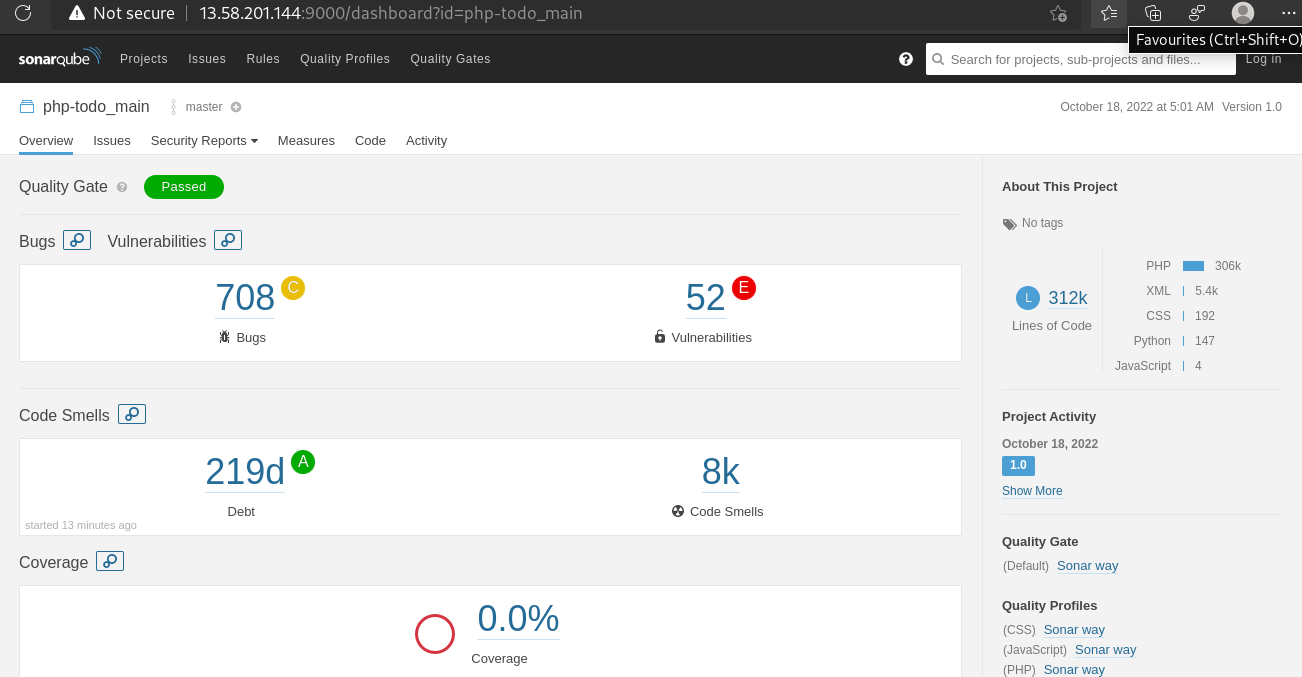 Not secure 13.58.201.144:9000/dashboard?id=php-todo_main
Favourites (Ctrl+Shift+O)
sonarqube Projects Issues Rules Quality Profiles Quality Gates ? Search for projects, sub-projects and files... Log in
php-todo_main master October 18, 2022 at 5:01 AM Version 1.0
Overview Issues Security Reports Measures Code Activity
Quality Gate ? Passed
Bugs Vulnerabilities
708 C
Bugs
52 E
Vulnerabilities
Code Smells
219d A
Debt
started 13 minutes ago
8k
Code Smells
Coverage
0.0%
Coverage
About This Project
No tags
L 312k
Lines of Code
PHP 306k
XML 5.4k
CSS 192
Python 147
JavaScript 4
Project Activity
October 18, 2022
1.0
Show More
Quality Gate
(Default) Sonar way
Quality Profiles
(CSS) Sonar way
(JavaScript) Sonar way
(PHP) Sonar way